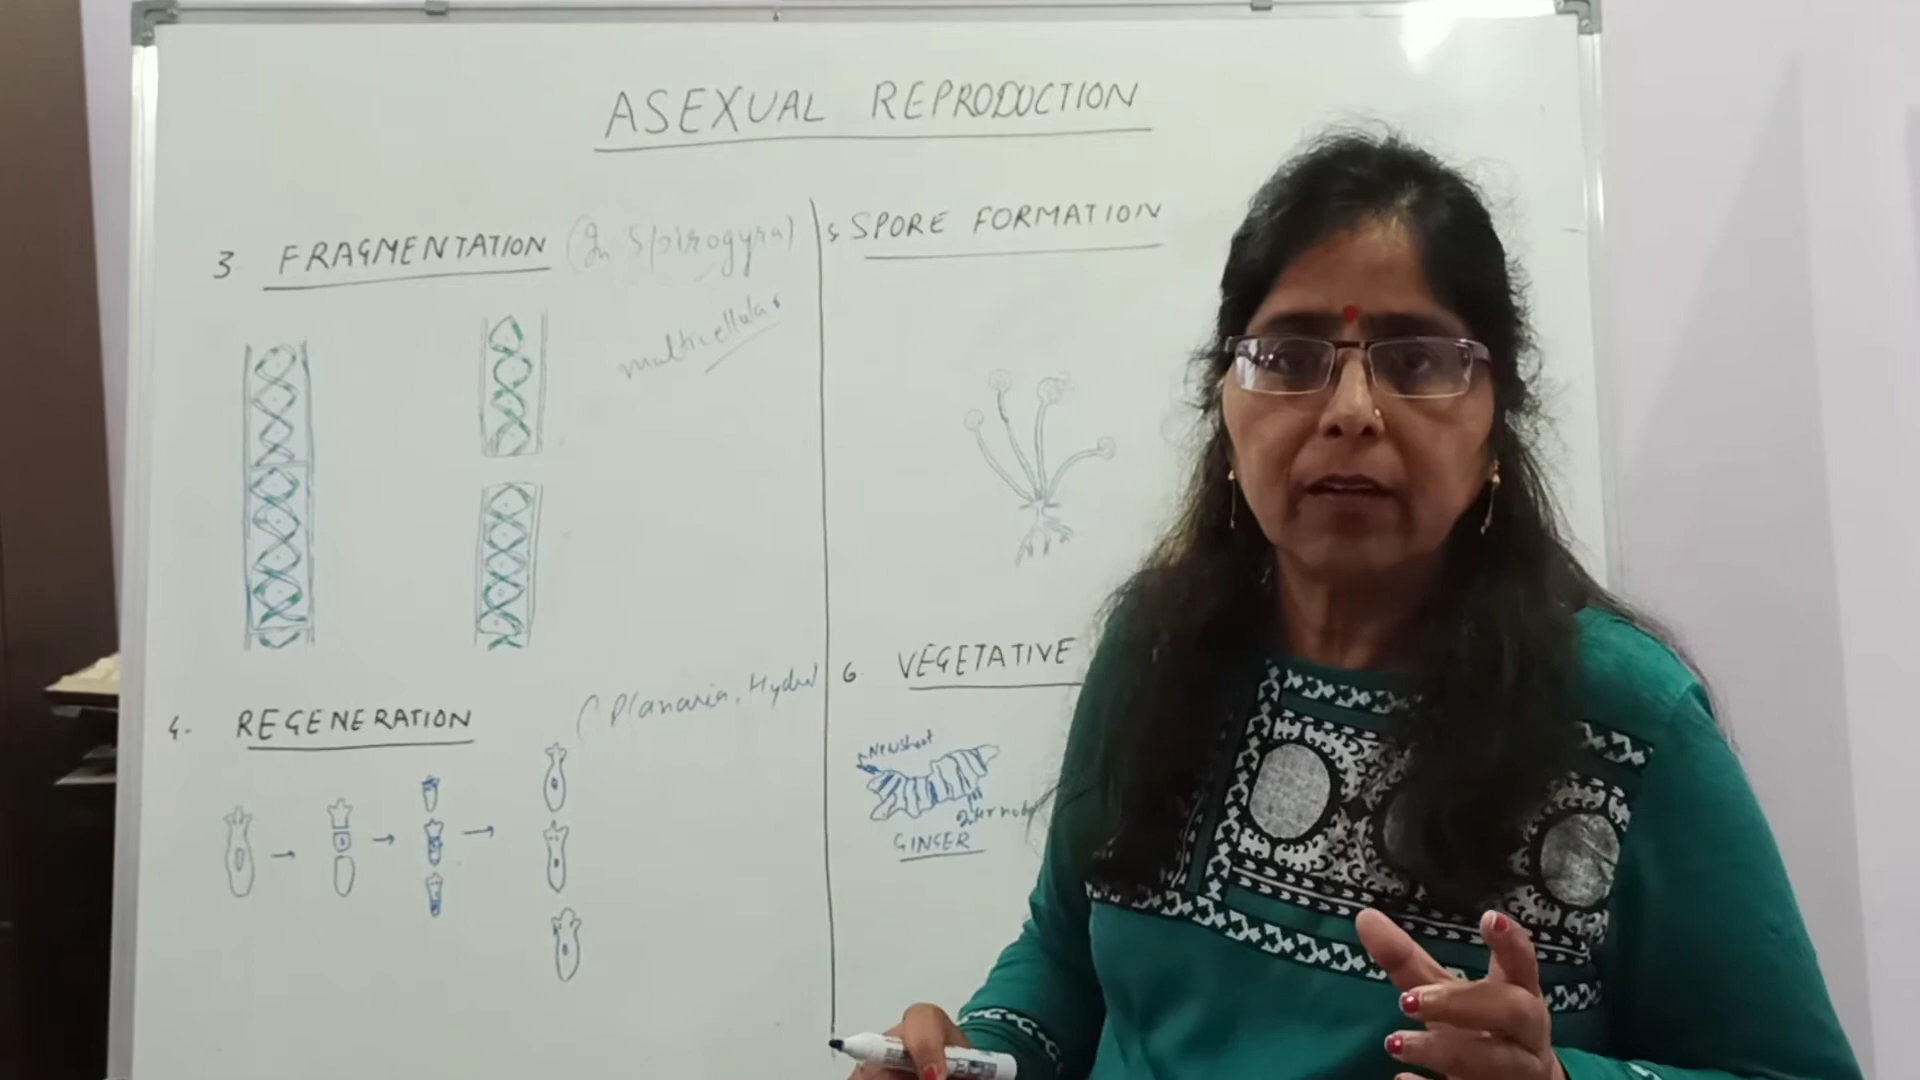 ASEXUAL REPRODUCTION
3. FRAGMENTATION (In Spirogyra)
multicellular
4. REGENERATION (Planaria, Hydra)
5 SPORE FORMATION
6. VEGETATIVE
New shoot
GINGER